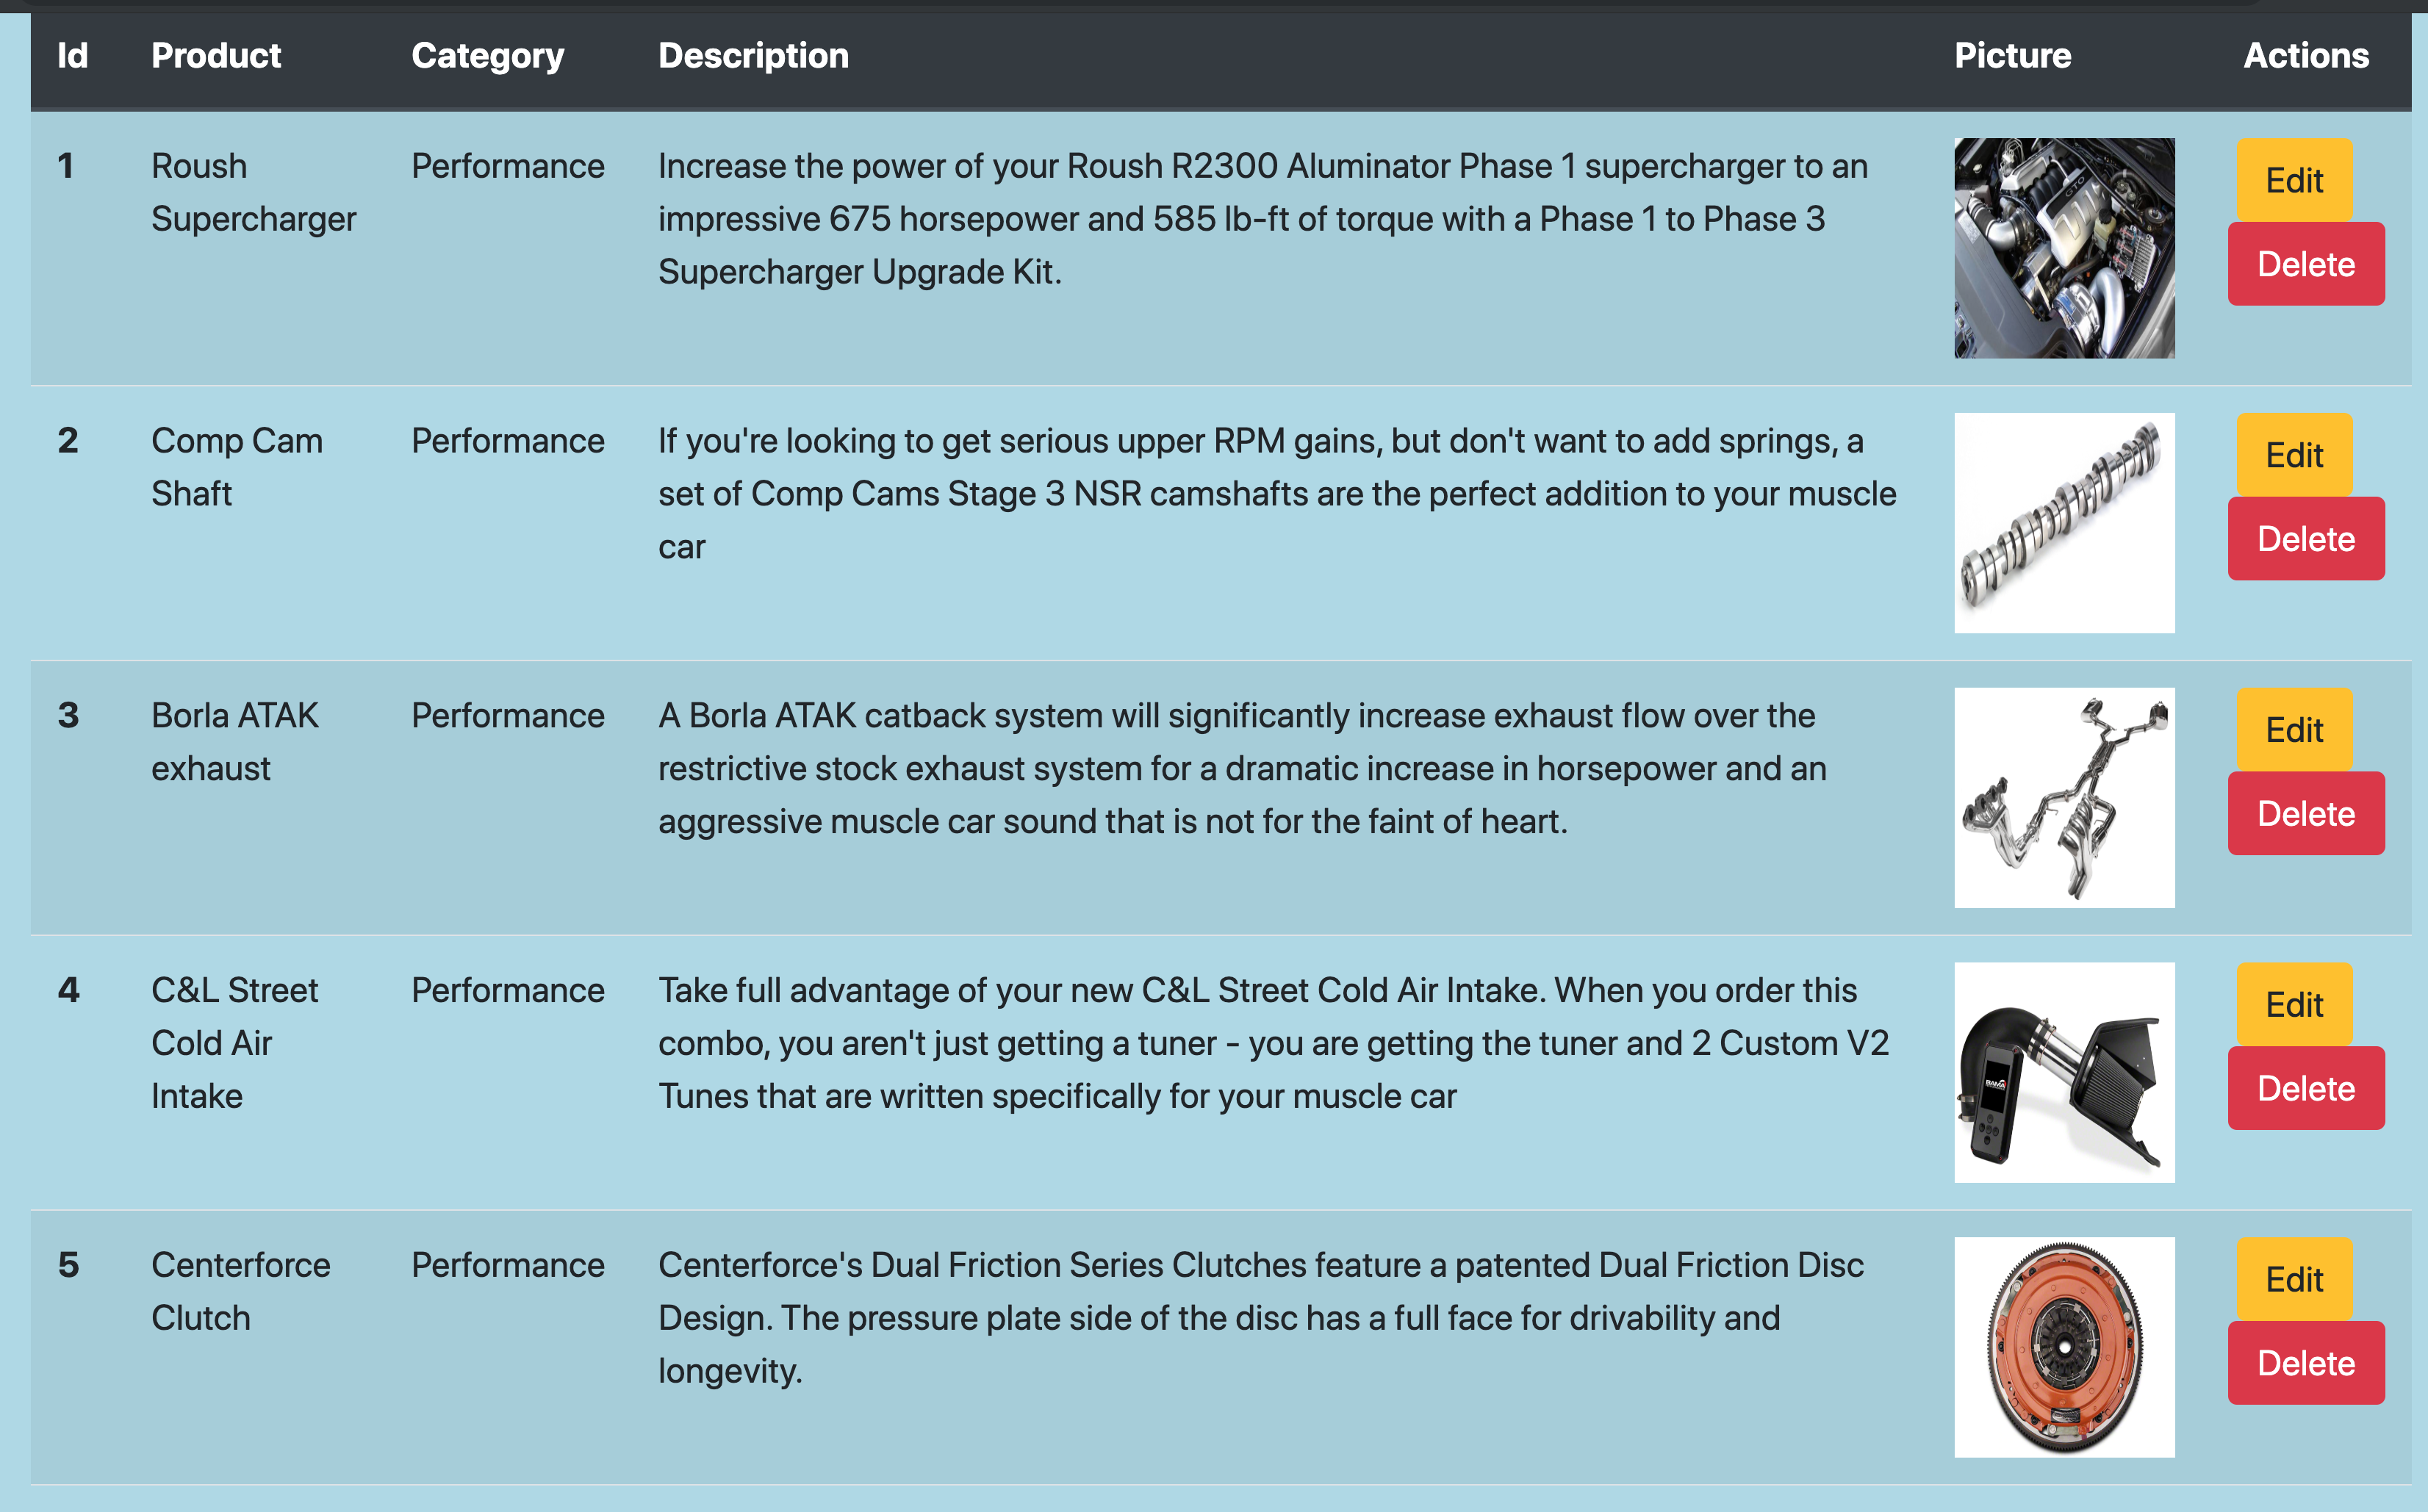 Id Product Category Description Picture Actions
1 Roush Performance Increase the power of your Roush R2300 Aluminator Phase 1 supercharger to an Edit
Supercharger impressive 675 horsepower and 585 lb-ft of torque with a Phase 1 to Phase 3
Supercharger Upgrade Kit. Delete
GTO
2 Comp Cam Performance If you're looking to get serious upper RPM gains, but don't want to add springs, a Edit
Shaft set of Comp Cams Stage 3 NSR camshafts are the perfect addition to your muscle
car Delete
3 Borla ATAK Performance A Borla ATAK catback system will significantly increase exhaust flow over the Edit
exhaust restrictive stock exhaust system for a dramatic increase in horsepower and an
aggressive muscle car sound that is not for the faint of heart. Delete
4 C&L Street Performance Take full advantage of your new C&L Street Cold Air Intake. When you order this Edit
Cold Air combo, you aren't just getting a tuner - you are getting the tuner and 2 Custom V2
Intake Tunes that are written specifically for your muscle car Delete
BAMA
5 Centerforce Performance Centerforce's Dual Friction Series Clutches feature a patented Dual Friction Disc Edit
Clutch Design. The pressure plate side of the disc has a full face for drivability and
longevity. Delete